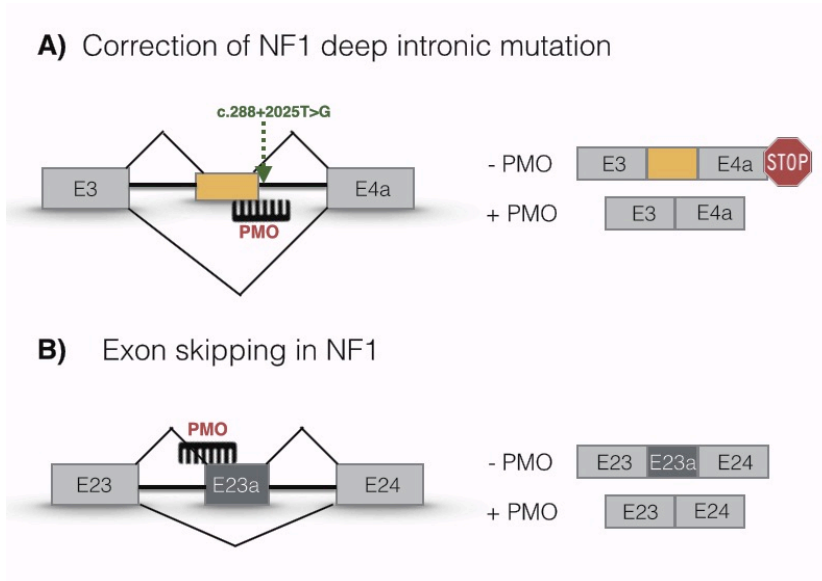 A) Correction of NF1 deep intronic mutation
c.288+2025T>G
E3
E4a
PMO
- PMO
E3
E4a
STOP
+ PMO
E3
E4a
B) Exon skipping in NF1
PMO
E23
E23a
E24
- PMO
E23
E23a
E24
+ PMO
E23
E24